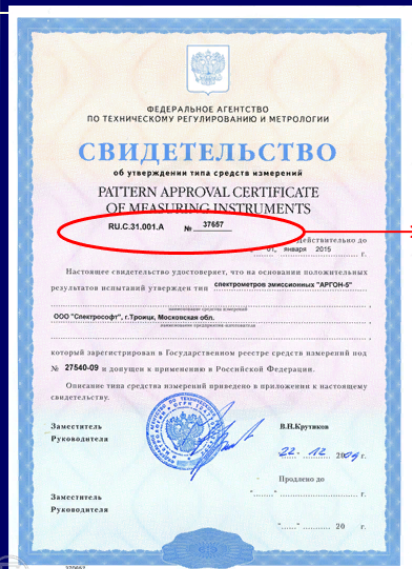 ФЕДЕРАЛЬНОЕ АГЕНТСТВО
ПО ТЕХНИЧЕСКОМУ РЕГУЛИРОВАНИЮ И МЕТРОЛОГИИ
СВИДЕТЕЛЬСТВО
об утверждении типа средств измерений
PATTERN APPROVAL CERTIFICATE
OF MEASURING INSTRUMENTS
RU.C.31.001.A № 37657
Действительно до
01, января 2015 г.
Настоящее свидетельство удостоверяет, что на основании положительных
результатов испытаний утвержден тип спектрометров эмиссионных "АРГОН-5"
наименование средства измерений
ООО "Спектрософт", г.Троицк, Московская обл.
наименование предприятия-изготовителя
который зарегистрирован в Государственном реестре средств измерений под
№ 27540-09 и допущен к применению в Российской Федерации.
Описание типа средства измерений приведено в приложении к настоящему
свидетельству.
Заместитель
Руководителя
В.Н.Крутиков
22. 12 2009 г.
Продлено до
"......" г.
Заместитель
Руководителя
"......" 20 г.